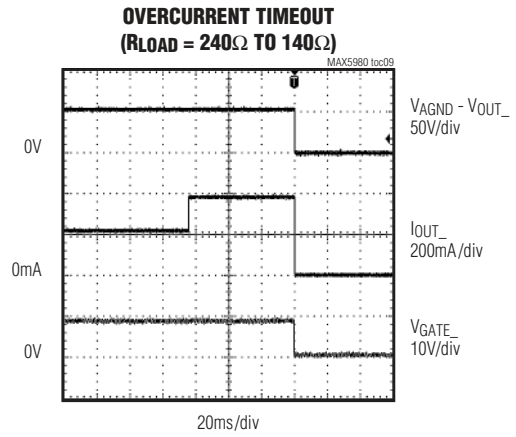 OVERCURRENT TIMEOUT
(RLOAD = 240Ω TO 140Ω)
MAX5980 toc09
VAGND - VOUT_
50V/div
0V
IOUT_
200mA/div
0mA
VGATE_
10V/div
0V
20ms/div